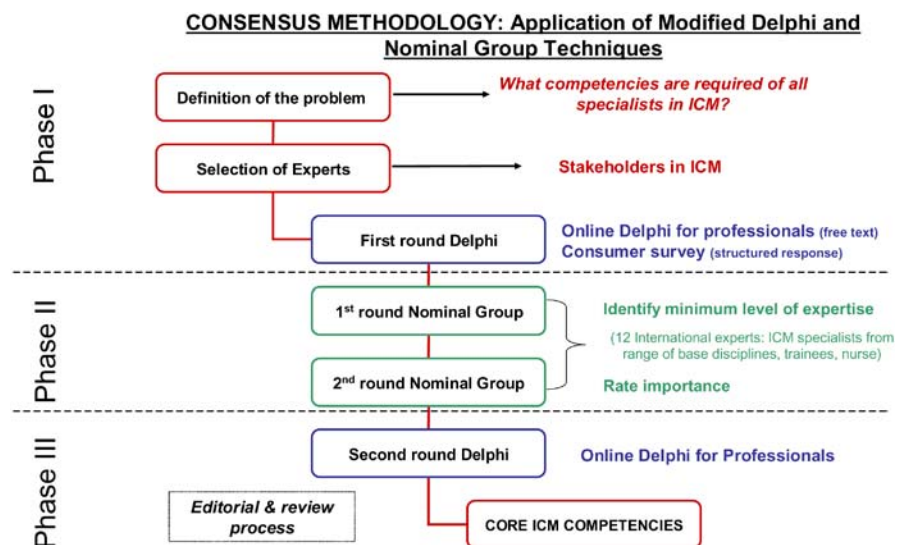 CONSENSUS METHODOLOGY: Application of Modified Delphi and
Nominal Group Techniques
Phase I
Definition of the problem
What competencies are required of all
specialists in ICM?
Selection of Experts
Stakeholders in ICM
First round Delphi
Online Delphi for professionals (free text)
Consumer survey (structured response)
Phase II
1st round Nominal Group
Identify minimum level of expertise
(12 International experts: ICM specialists from
range of base disciplines, trainees, nurse)
2nd round Nominal Group
Rate importance
Phase III
Second round Delphi
Online Delphi for Professionals
Editorial & review
process
CORE ICM COMPETENCIES